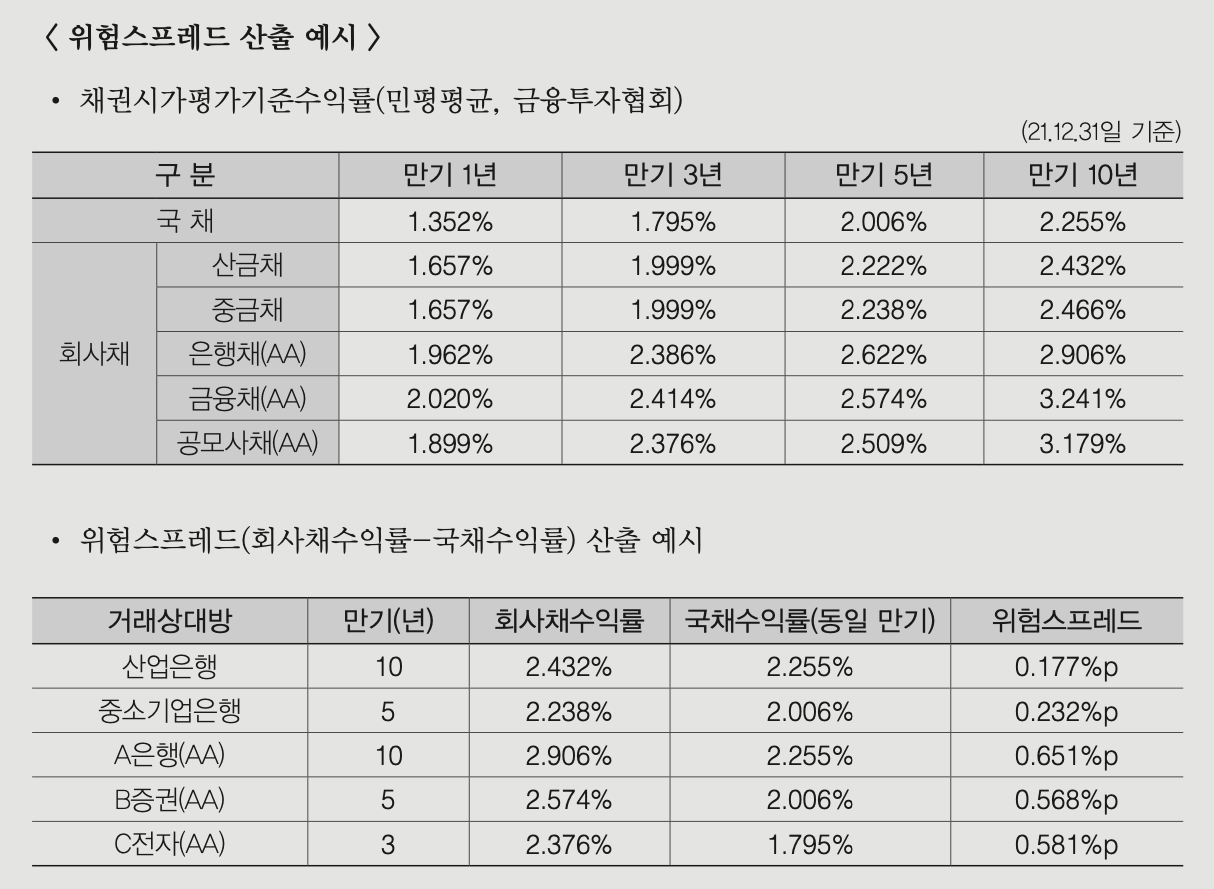 〈 위험스프레드 산출 예시 〉
• 채권시가평가기준수익률(민평평균, 금융투자협회)
(21.12.31일 기준)
구 분 만기 1년 만기 3년 만기 5년 만기 10년
국 채 1.352% 1.795% 2.006% 2.255%
회사채 산금채 1.657% 1.999% 2.222% 2.432%
중금채 1.657% 1.999% 2.238% 2.466%
은행채(AA) 1.962% 2.386% 2.622% 2.906%
금융채(AA) 2.020% 2.414% 2.574% 3.241%
공모사채(AA) 1.899% 2.376% 2.509% 3.179%
• 위험스프레드(회사채수익률-국채수익률) 산출 예시
거래상대방 만기(년) 회사채수익률 국채수익률(동일 만기) 위험스프레드
산업은행 10 2.432% 2.255% 0.177%p
중소기업은행 5 2.238% 2.006% 0.232%p
A은행(AA) 10 2.906% 2.255% 0.651%p
B증권(AA) 5 2.574% 2.006% 0.568%p
C전자(AA) 3 2.376% 1.795% 0.581%p